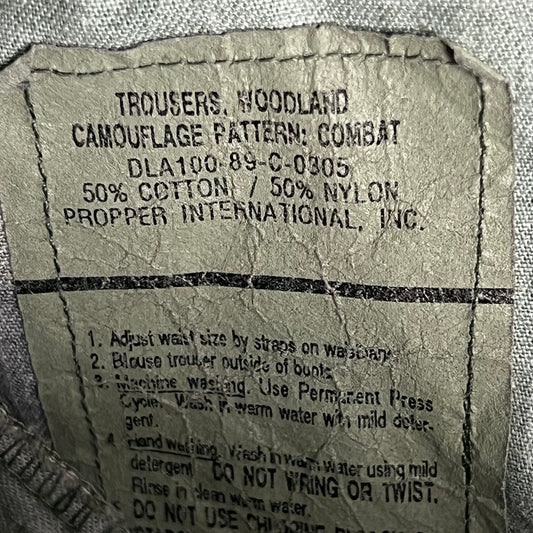 TROUSERS, WOODLAND
CAMOUFLAGE PATTERN: COMBAT
DLA100-89-C-0305
50% COTTON / 50% NYLON
PROPPER INTERNATIONAL, INC.
1. Adjust waist size by straps on waistband.
2. Blouse trouser outside of boots
3. Machine washing. Use Permanent Press
Cycle. Wash in warm water with mild deter-
gent.
4. Hand washing. Wash in warm water using mild
detergent DO NOT WRING OR TWIST.
Rinse in clean warm water.
5. DO NOT USE CHLORINE